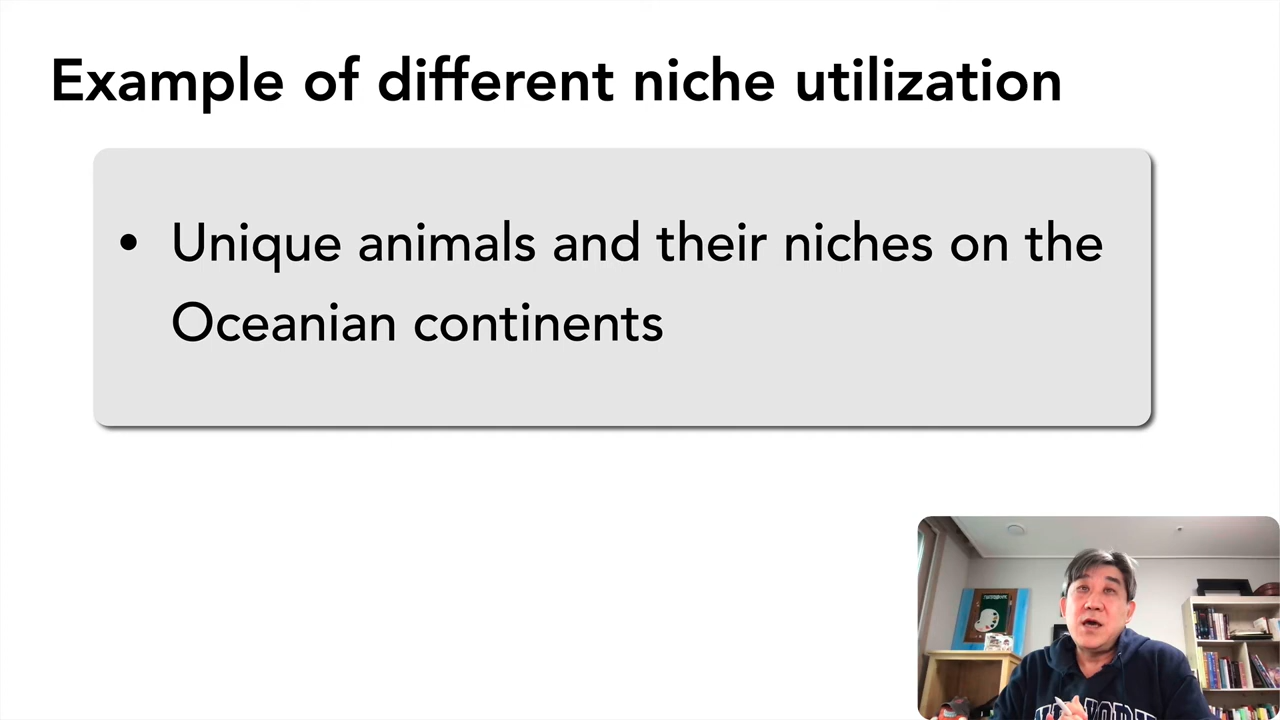 Example of different niche utilization
• Unique animals and their niches on the
Oceanian continents